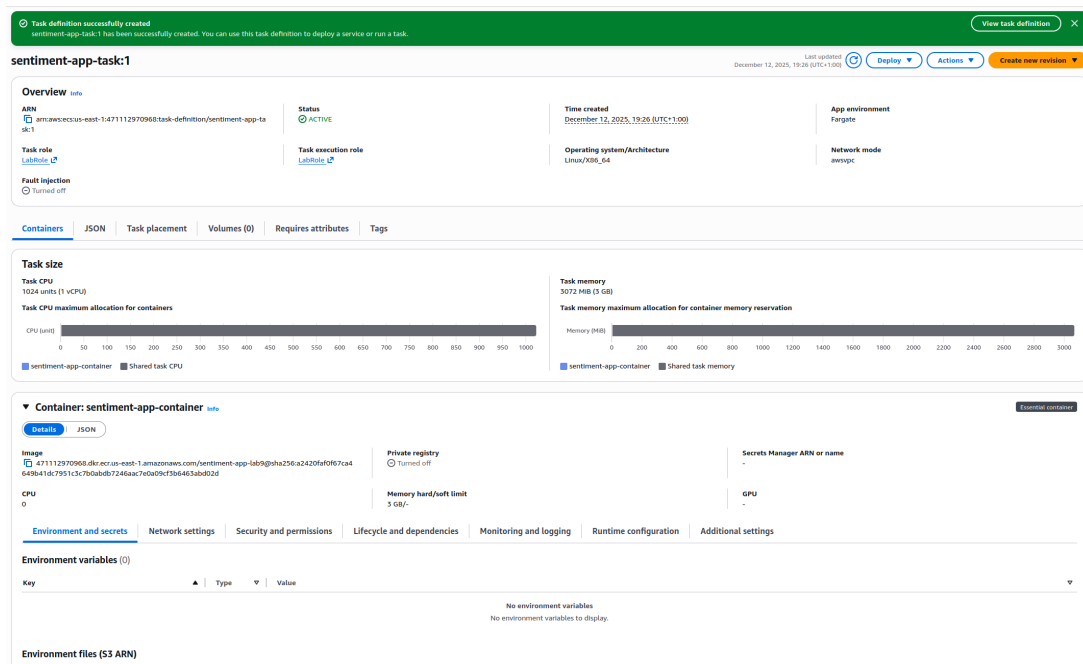 Task definition successfully created
View task definition
sentiment-app-task:1 has been successfully created. You can use this task definition to deploy a service or run a task.
sentiment-app-task:1
Last updated
December 12, 2025, 19:26 (UTC+1:00)
Deploy
Actions
Create new revision
Overview Info
ARN
arn:aws:ecs:us-east-1:471112970968:task-definition/sentiment-app-ta
sk:1
Status
ACTIVE
Time created
December 12, 2025, 19:26 (UTC+1:00)
App environment
Fargate
Task role
LabRole
Task execution role
LabRole
Operating system/Architecture
Linux/X86_64
Network mode
awsvpc
Fault injection
Turned off
Containers
JSON
Task placement
Volumes (0)
Requires attributes
Tags
Task size
Task CPU
1024 units (1 vCPU)
Task CPU maximum allocation for containers
CPU (unit)
0 50 100 150 200 250 300 350 400 450 500 550 600 650 700 750 800 850 900 950 1000
sentiment-app-container Shared task CPU
Task memory
3072 MiB (3 GB)
Task memory maximum allocation for container memory reservation
Memory (MiB)
0 200 400 600 800 1000 1200 1400 1600 1800 2000 2200 2400 2600 2800 3000
sentiment-app-container Shared task memory
Container: sentiment-app-container Info
Essential container
Details
JSON
Image
471112970968.dkr.ecr.us-east-1.amazonaws.com/sentiment-app-lab9@sha256:a2420faf0f67ca4
649b41dc7951c3c7b0abdb7246aac7e0a09cf3b6463abd02d
Private registry
Turned off
Secrets Manager ARN or name
-
CPU
0
Memory hard/soft limit
3 GB/-
GPU
-
Environment and secrets
Network settings
Security and permissions
Lifecycle and dependencies
Monitoring and logging
Runtime configuration
Additional settings
Environment variables (0)
Key Type Value
No environment variables
No environment variables to display.
Environment files (S3 ARN)